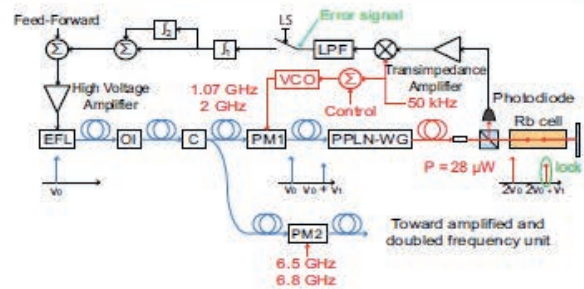 Feed-Forward
LS
Error signal
∫₂
∫₁
Σ
Σ
LPF
Transimpedance
Amplifier
High Voltage
Amplifier
1.07 GHz
2 GHz
VCO
Σ
Control
50 kHz
Photodiode
Rb cell
EFL
OI
C
PM1
PPLN-WG
P = 28 µW
lock
ν₀
ν₀ ν₀ + ν₁
2ν₀ 2ν₀+ν₁
PM2
Toward amplified and
doubled frequency unit
6.5 GHz
6.8 GHz